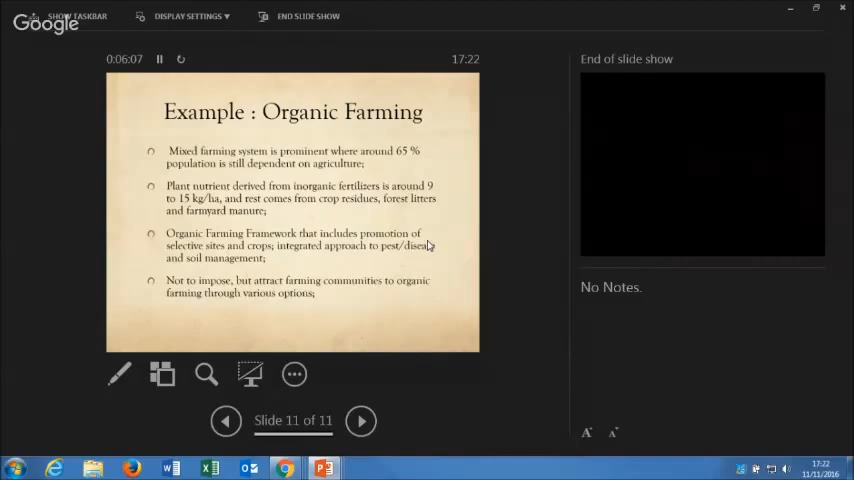 SHOW TASKBAR
DISPLAY SETTINGS ▼
END SLIDE SHOW
Google
0:06:07
17:22
End of slide show
Example : Organic Farming
Mixed farming system is prominent where around 65 %
population is still dependent on agriculture;
Plant nutrient derived from inorganic fertilizers is around 9
to 15 kg/ha, and rest comes from crop residues, forest litters
and farmyard manure;
Organic Farming Framework that includes promotion of
selective sites and crops; integrated approach to pest/disease
and soil management;
Not to impose, but attract farming communities to organic
farming through various options;
No Notes.
Slide 11 of 11
A A
17:22
11/11/2016